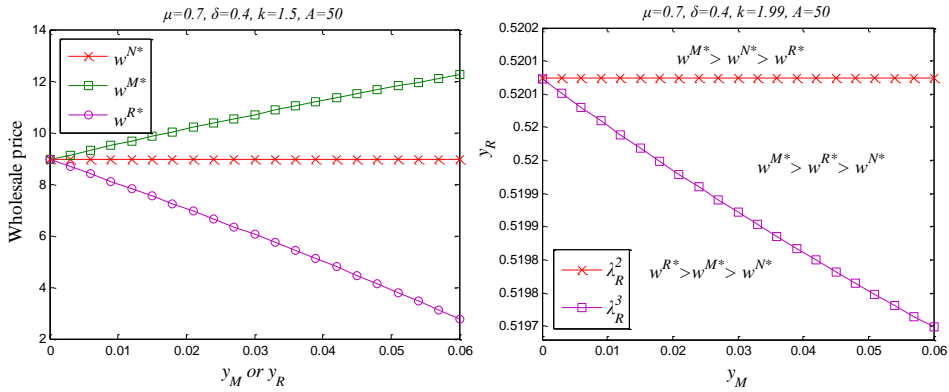 μ=0.7, δ=0.4, k=1.5, A=50
w^{N*}
w^{M*}
w^{R*}
Wholesale price
12
10
8
6
4
2
0 0.01 0.02 0.03 0.04 0.05 0.06
y_M or y_R
μ=0.7, δ=0.4, k=1.99, A=50
w^{M*} > w^{N*} > w^{R*}
w^{M*} > w^{R*} > w^{N*}
w^{R*} > w^{M*} > w^{N*}
λ_R^2
λ_R^3
y_R
0.5202
0.5201
0.5201
0.52
0.52
0.5199
0.5199
0.5198
0.5198
0.5197
0 0.01 0.02 0.03 0.04 0.05 0.06
y_M